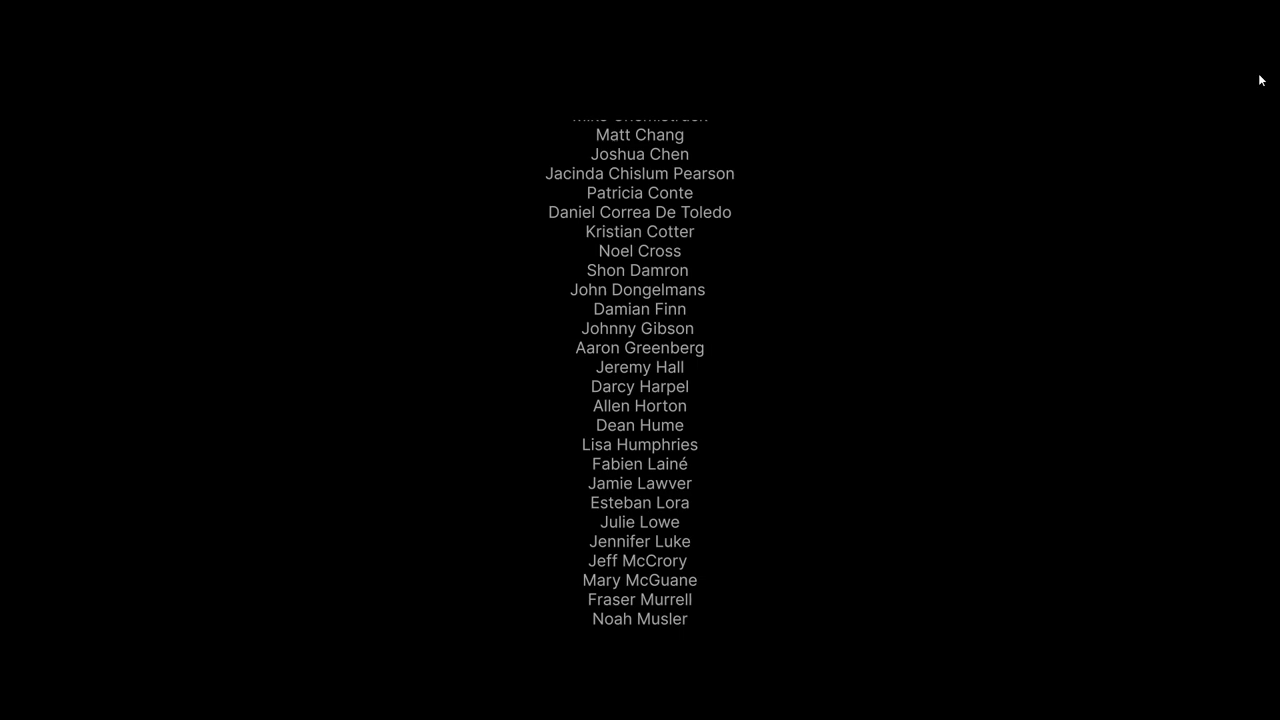 Matt Chang
Joshua Chen
Jacinda Chislum Pearson
Patricia Conte
Daniel Correa De Toledo
Kristian Cotter
Noel Cross
Shon Damron
John Dongelmans
Damian Finn
Johnny Gibson
Aaron Greenberg
Jeremy Hall
Darcy Harpel
Allen Horton
Dean Hume
Lisa Humphries
Fabien Lainé
Jamie Lawver
Esteban Lora
Julie Lowe
Jennifer Luke
Jeff McCrory
Mary McGuane
Fraser Murrell
Noah Musler